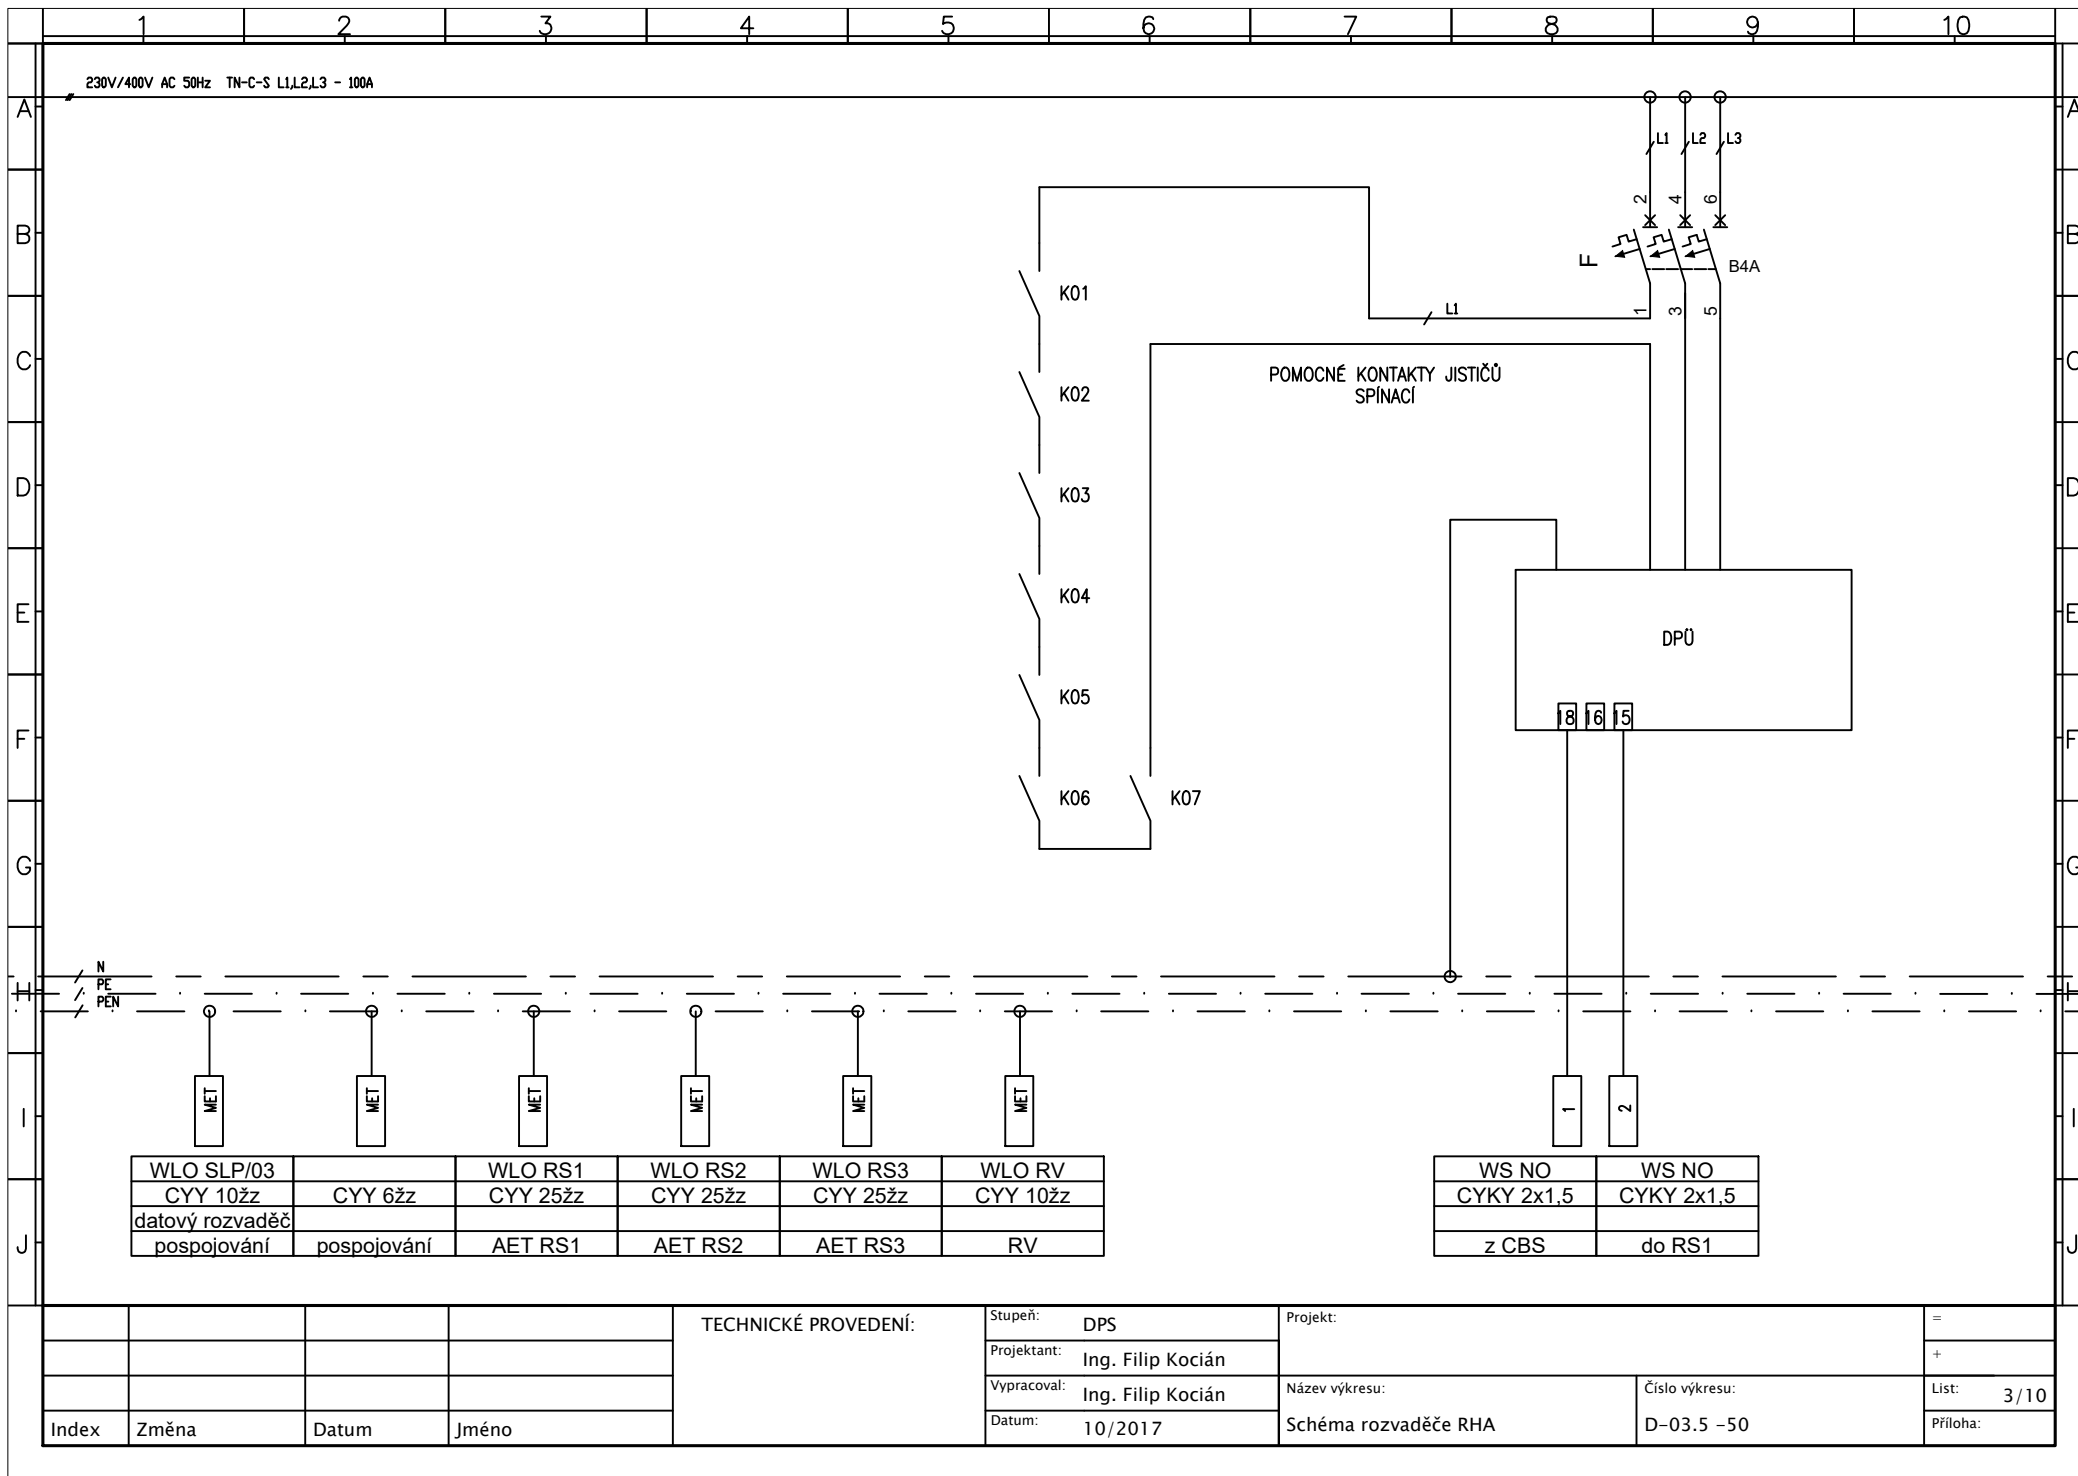 1 2 3 4 5 6 7 8 9 10
230V/400V AC 50Hz TN-C-S L1,L2,L3 - 100A
A A
L1 L2 L3
2 4 6
B B
F B4A
K01
L1 1 3 5
C C
POMOCNÉ KONTAKTY JISTIČŮ
SPÍNACÍ
K02
D D
K03
E E
K04
DPÜ
K05
18 16 15
F F
K06 K07
G G
N
H PE H
PEN
MET MET MET MET MET MET 1 2
I I
WLO SLP/03 WLO RS1 WLO RS2 WLO RS3 WLO RV WS NO WS NO
CYY 10žz CYY 6žz CYY 25žz CYY 25žz CYY 25žz CYY 10žz CYKY 2x1,5 CYKY 2x1,5
datový rozvaděč
J pospojování pospojování AET RS1 AET RS2 AET RS3 RV z CBS do RS1 J
TECHNICKÉ PROVEDENÍ: Stupeň: DPS Projekt: =
Projektant: Ing. Filip Kocián +
Vypracoval: Ing. Filip Kocián Název výkresu: Číslo výkresu: List: 3/10
Index Změna Datum Jméno Datum: 10/2017 Schéma rozvaděče RHA D-03.5 -50 Příloha: